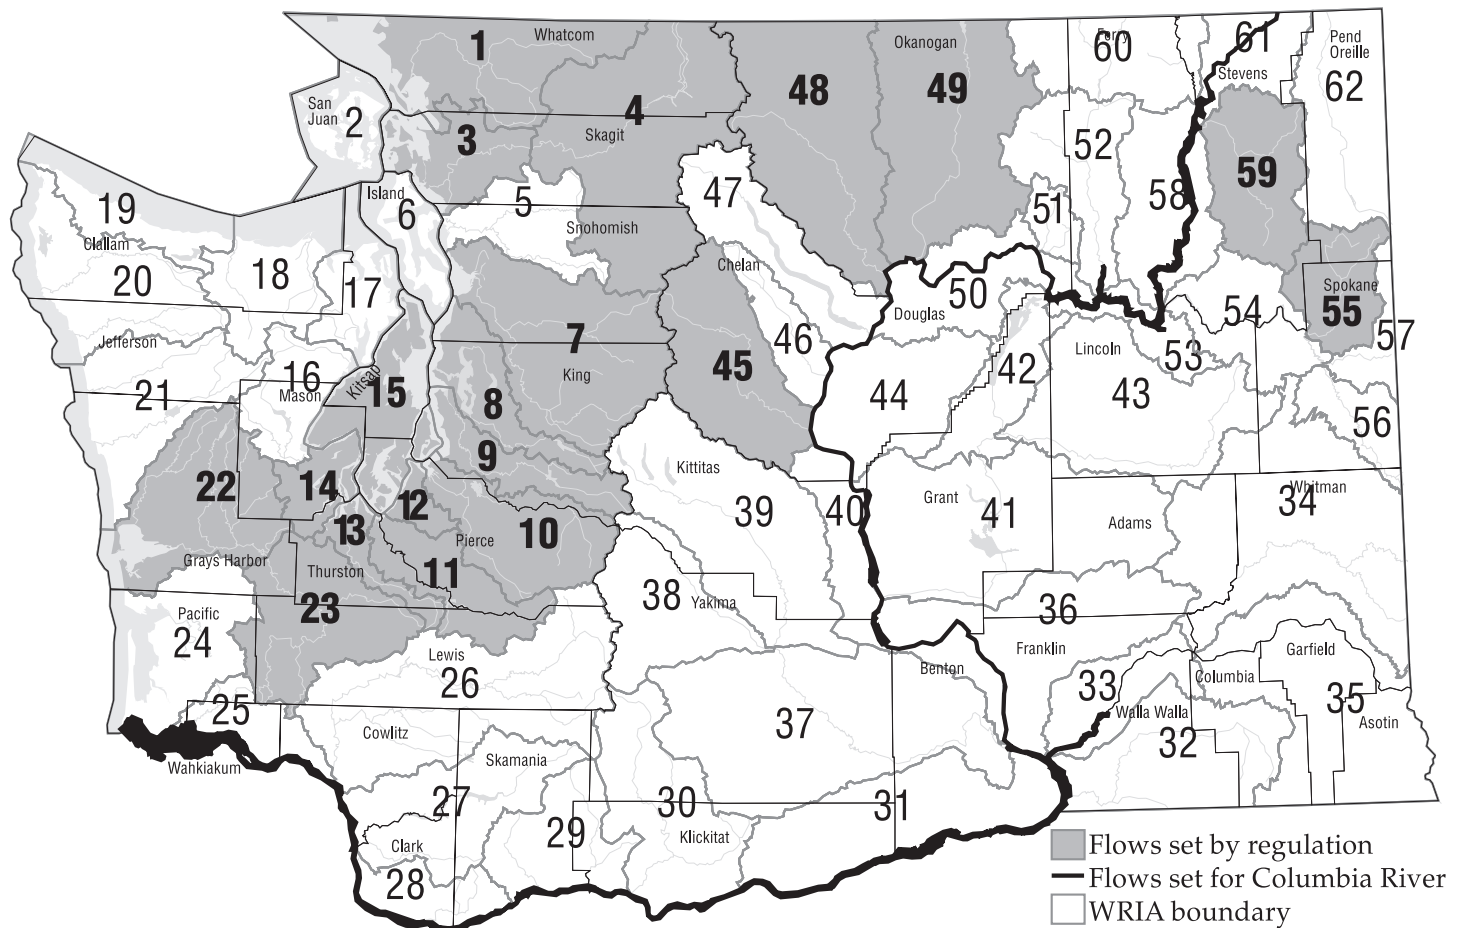 1
Whatcom
Okanogan
Ferry
60
61
Pend
Oreille
Stevens
San
Juan
2
4
48
49
62
3
Skagit
52
59
Island
6
5
47
51
58
19
Clallam
Snohomish
18
20
17
Chelan
50
Douglas
54
Spokane
55
57
7
Jefferson
King
46
45
42
Lincoln
53
16
Mason
Kitsap
15
8
44
43
21
9
56
22
14
Kittitas
Grant
Whitman
34
12
39
40
41
Adams
13
10
Pierce
Grays Harbor
Thurston
11
23
38
Yakima
36
Pacific
24
Lewis
26
Benton
Franklin
Garfield
33
Columbia
25
37
Walla Walla
32
35
Asotin
Cowlitz
Wahkiakum
Skamania
27
30
31
29
Klickitat
Clark
28
Flows set by regulation
Flows set for Columbia River
WRIA boundary